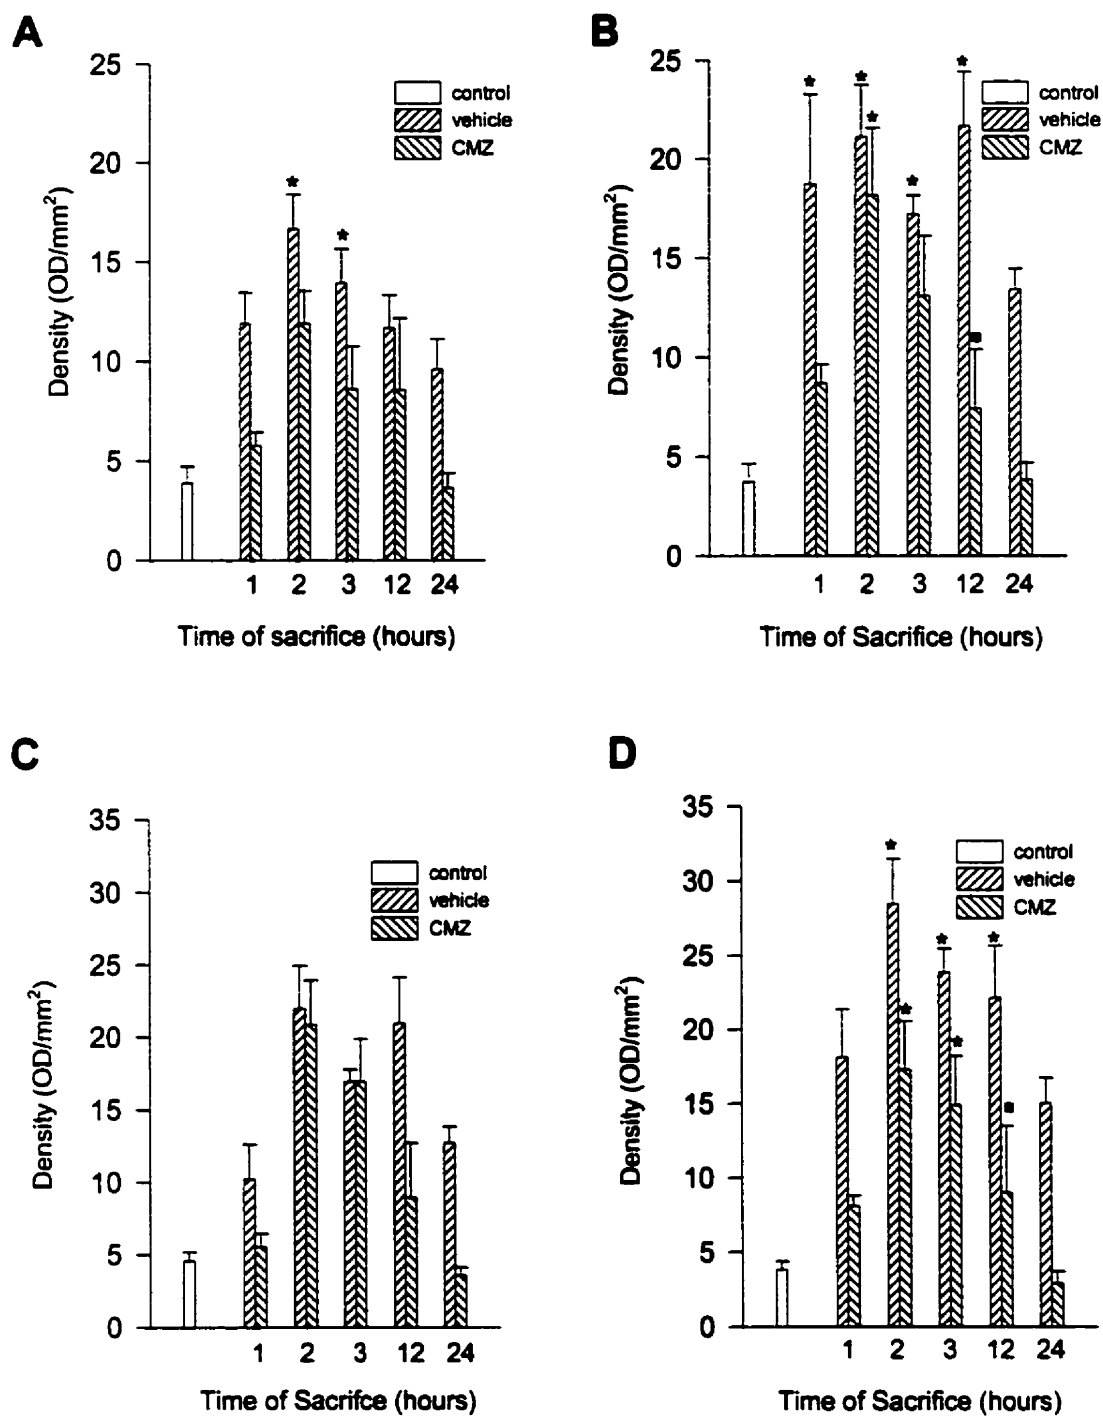 A
25
20
15
10
5
0
Density (OD/mm²)
control
vehicle
CMZ
*
*
1 2 3 12 24
Time of sacrifice (hours)
B
25
20
15
10
5
0
Density (OD/mm²)
control
vehicle
CMZ
* * * * *
1 2 3 12 24
Time of Sacrifice (hours)
C
35
30
25
20
15
10
5
0
Density (OD/mm²)
control
vehicle
CMZ
1 2 3 12 24
Time of Sacrifce (hours)
D
35
30
25
20
15
10
5
0
Density (OD/mm²)
control
vehicle
CMZ
* * *
* *
1 2 3 12 24
Time of Sacrifice (hours)